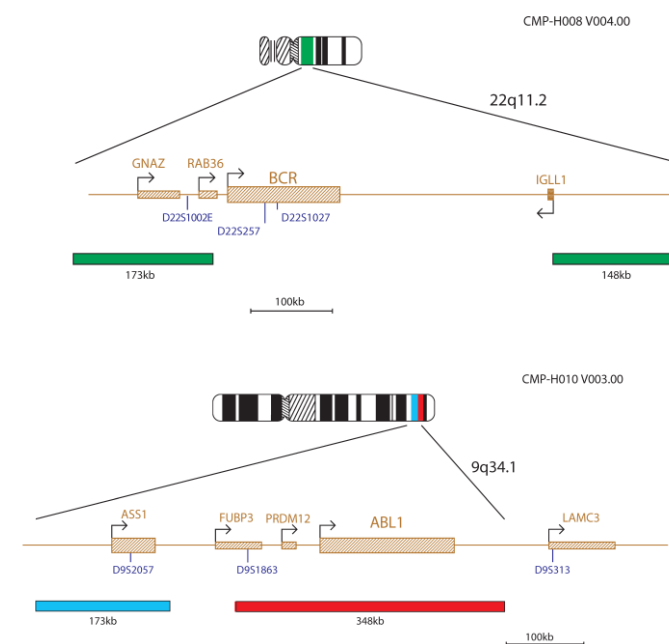 CMP-H008 V004.00
22q11.2
GNAZ
RAB36
BCR
IGLL1
D22S1002E
D22S1027
D22S257
173kb
148kb
100kb
CMP-H010 V003.00
9q34.1
ASS1
FUBP3
PRDM12
ABL1
LAMC3
D9S2057
D9S1863
D9S313
173kb
348kb
100kb